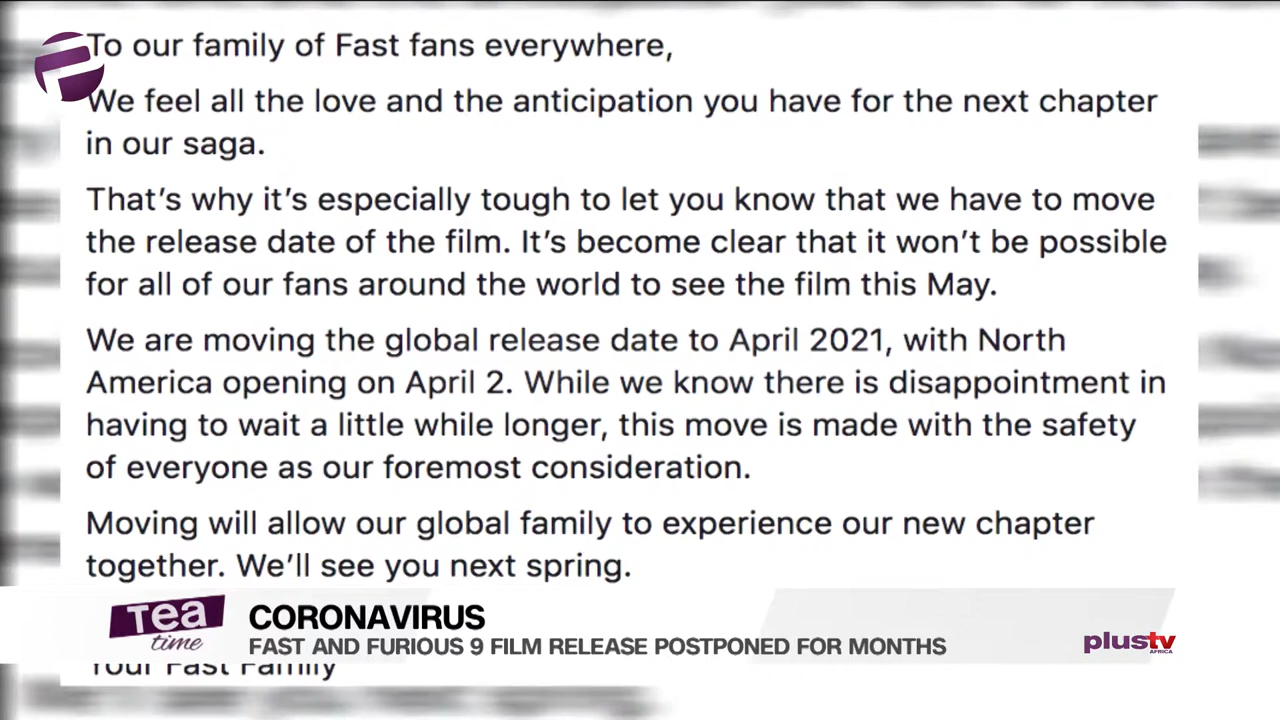 To our family of Fast fans everywhere,
We feel all the love and the anticipation you have for the next chapter
in our saga.
That's why it's especially tough to let you know that we have to move
the release date of the film. It's become clear that it won't be possible
for all of our fans around the world to see the film this May.
We are moving the global release date to April 2021, with North
America opening on April 2. While we know there is disappointment in
having to wait a little while longer, this move is made with the safety
of everyone as our foremost consideration.
Moving will allow our global family to experience our new chapter
together. We'll see you next spring.
Tea
time
CORONAVIRUS
FAST AND FURIOUS 9 FILM RELEASE POSTPONED FOR MONTHS
plustv
AFRICA
Your Fast Family